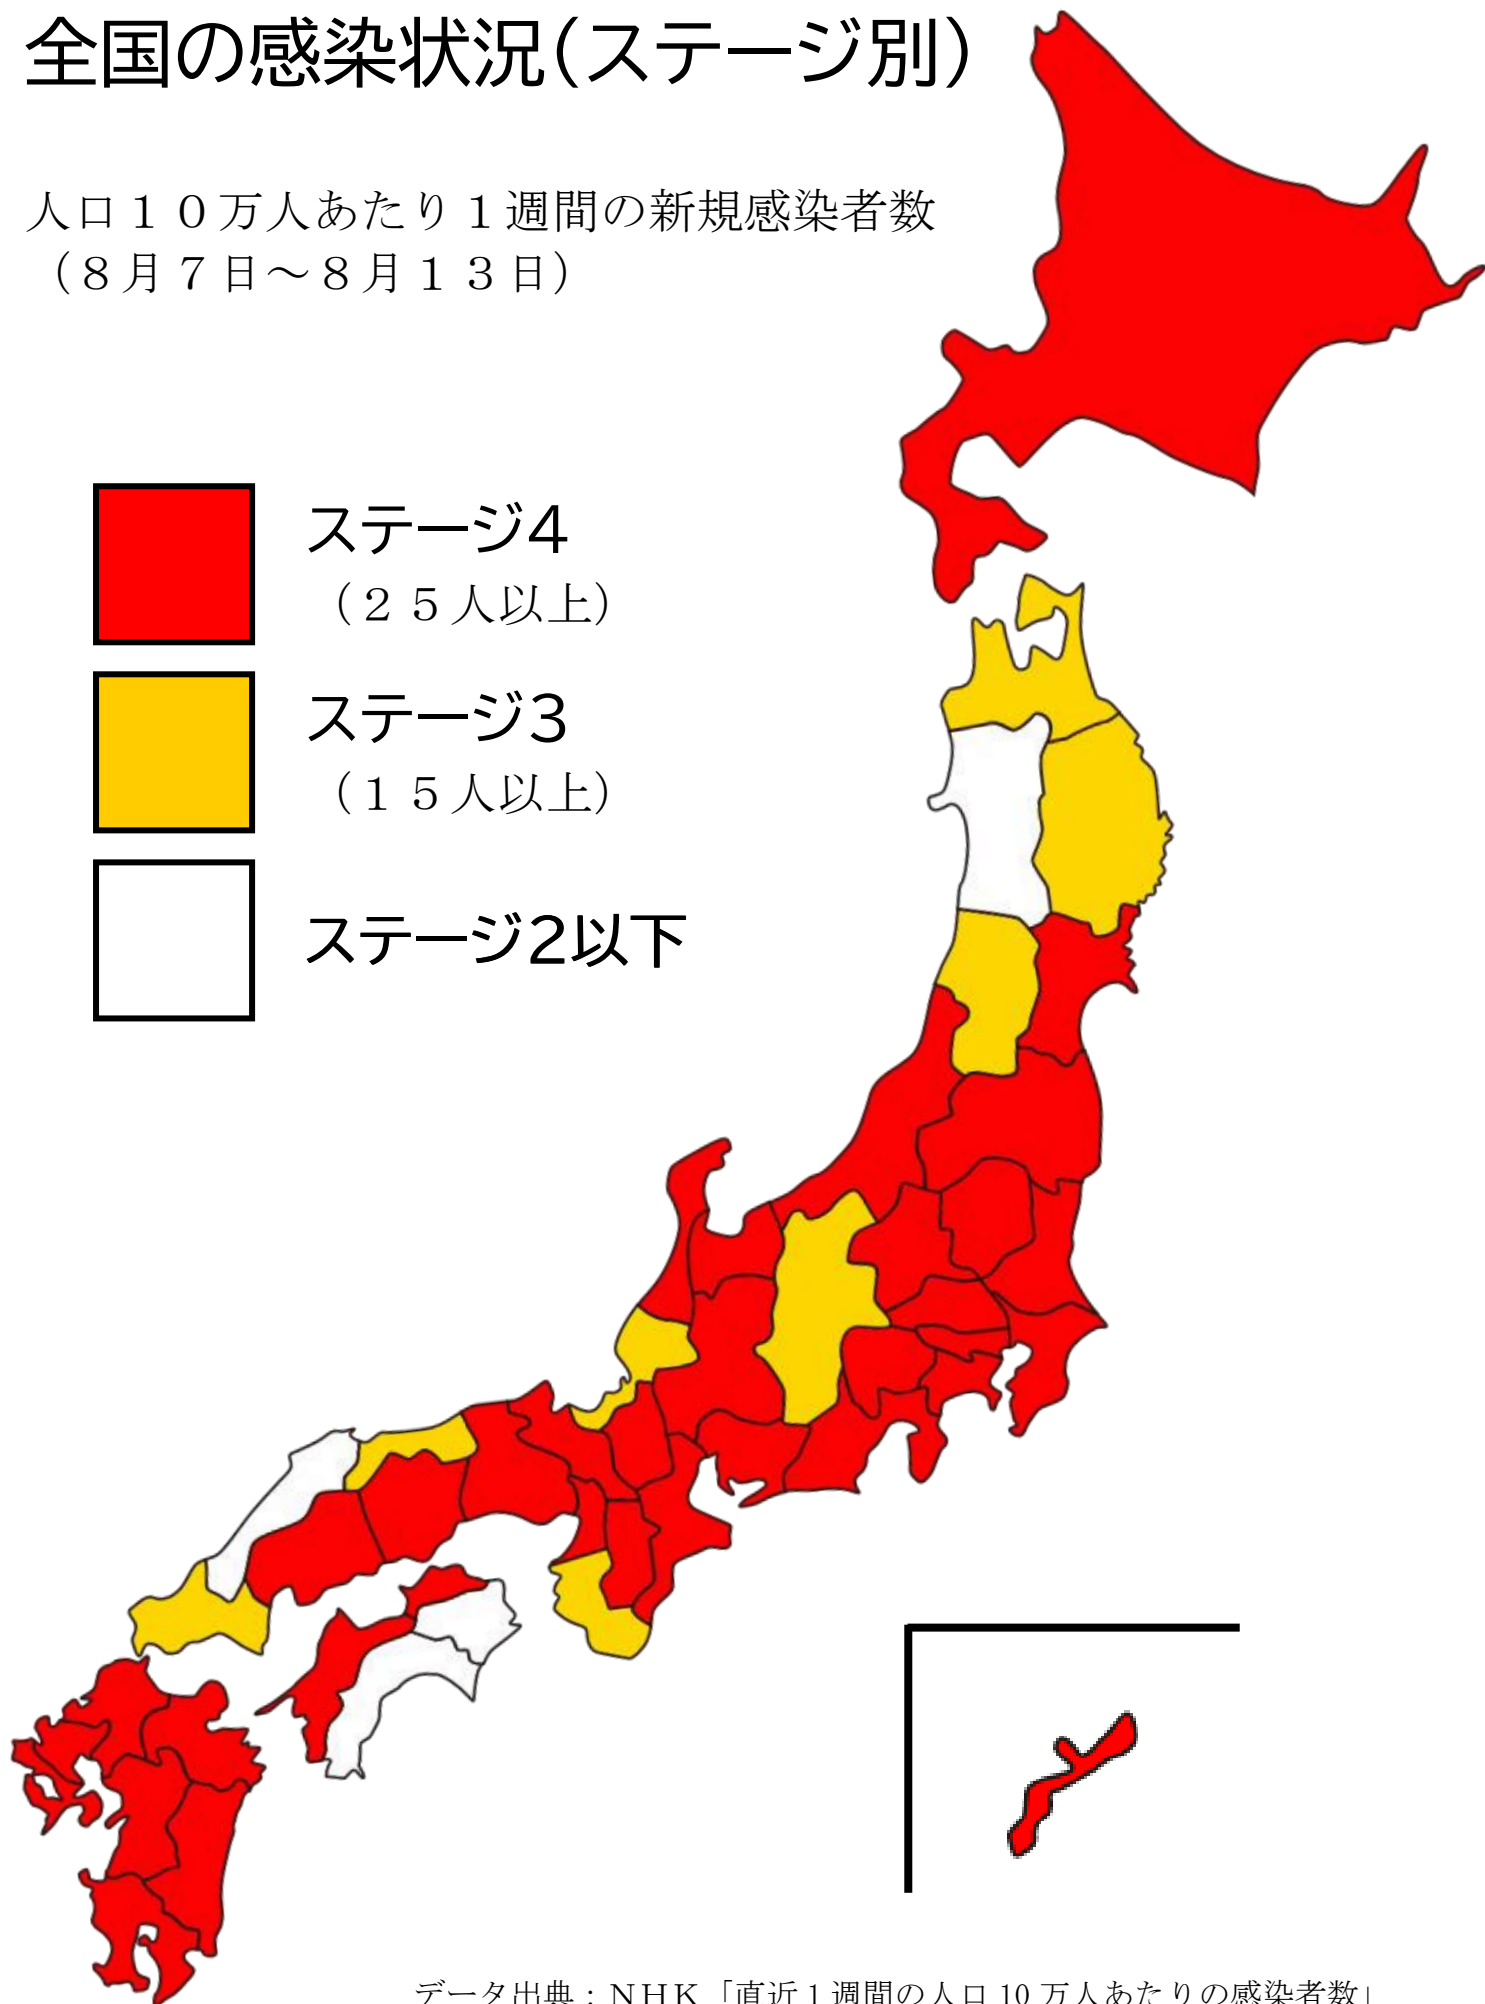 全国の感染状況(ステージ別)
人口１０万人あたり１週間の新規感染者数
（８月７日～８月１３日）
ステージ4
（２５人以上）
ステージ3
（１５人以上）
ステージ2以下
データ出典：ＮＨＫ「直近１週間の人口 10 万人あたりの感染者数」